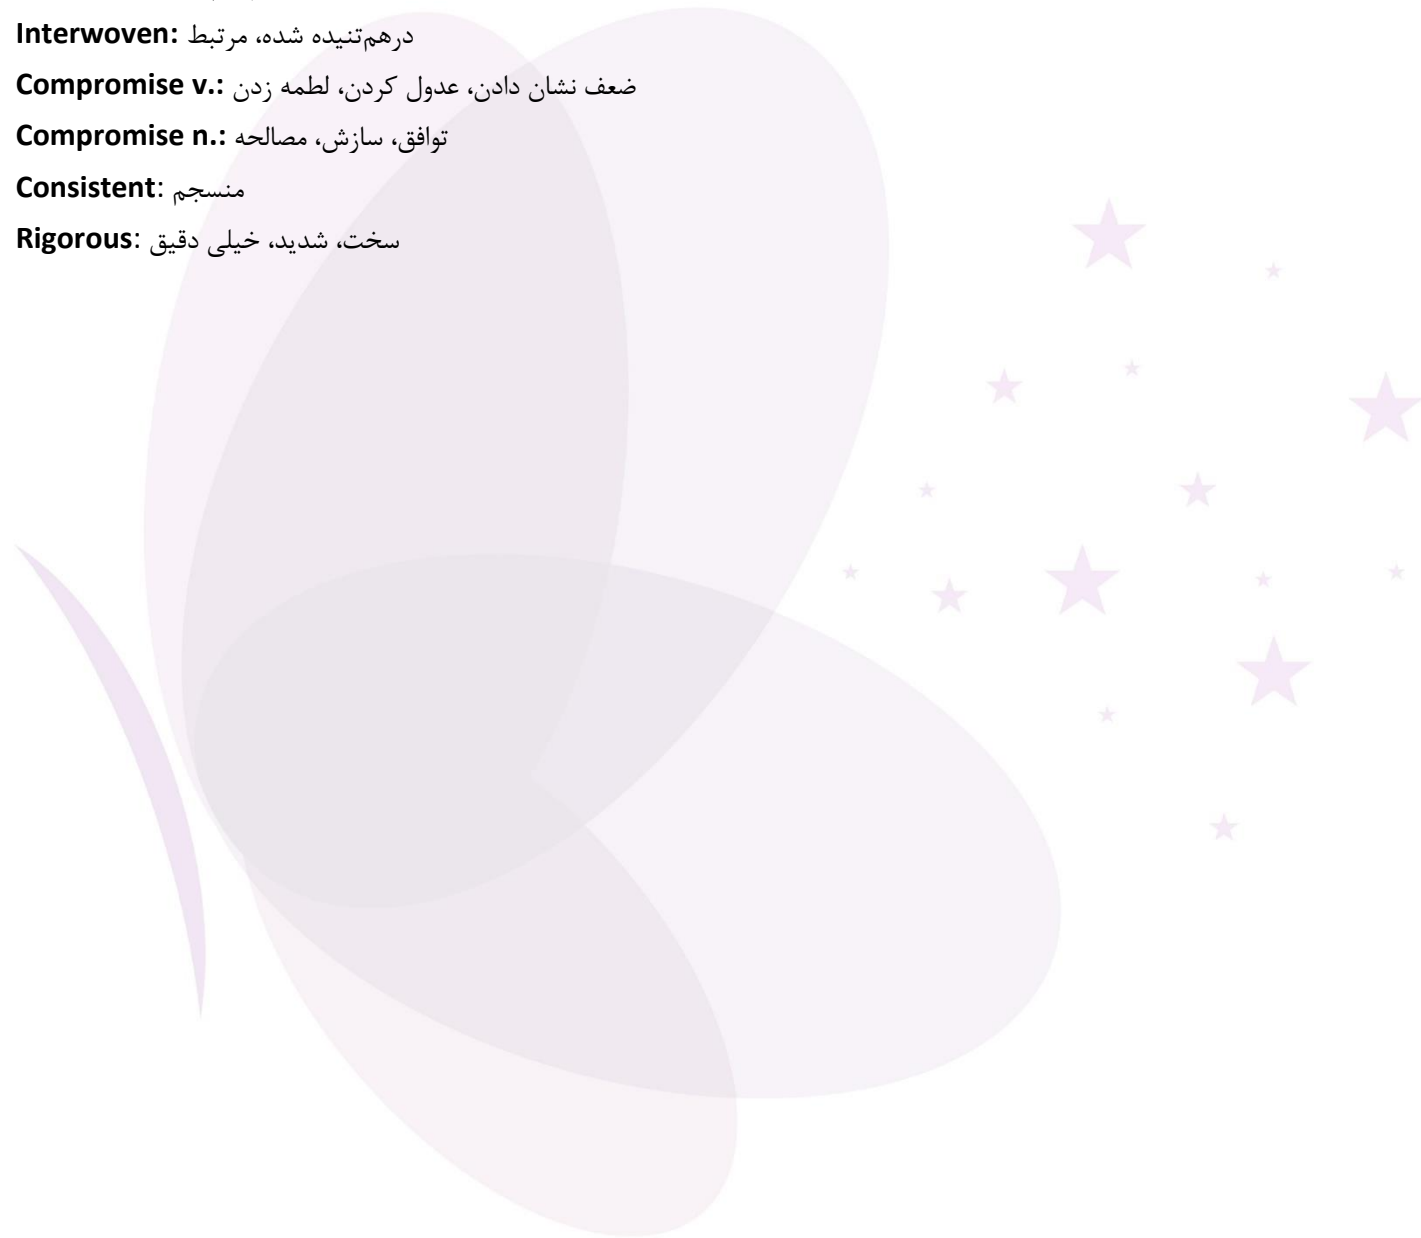 Interwoven: درهم‌تنیده شده، مرتبط
Compromise v.: ضعف نشان دادن، عدول کردن، لطمه زدن
Compromise n.: توافق، سازش، مصالحه
Consistent: منسجم
Rigorous: سخت، شدید، خیلی دقیق